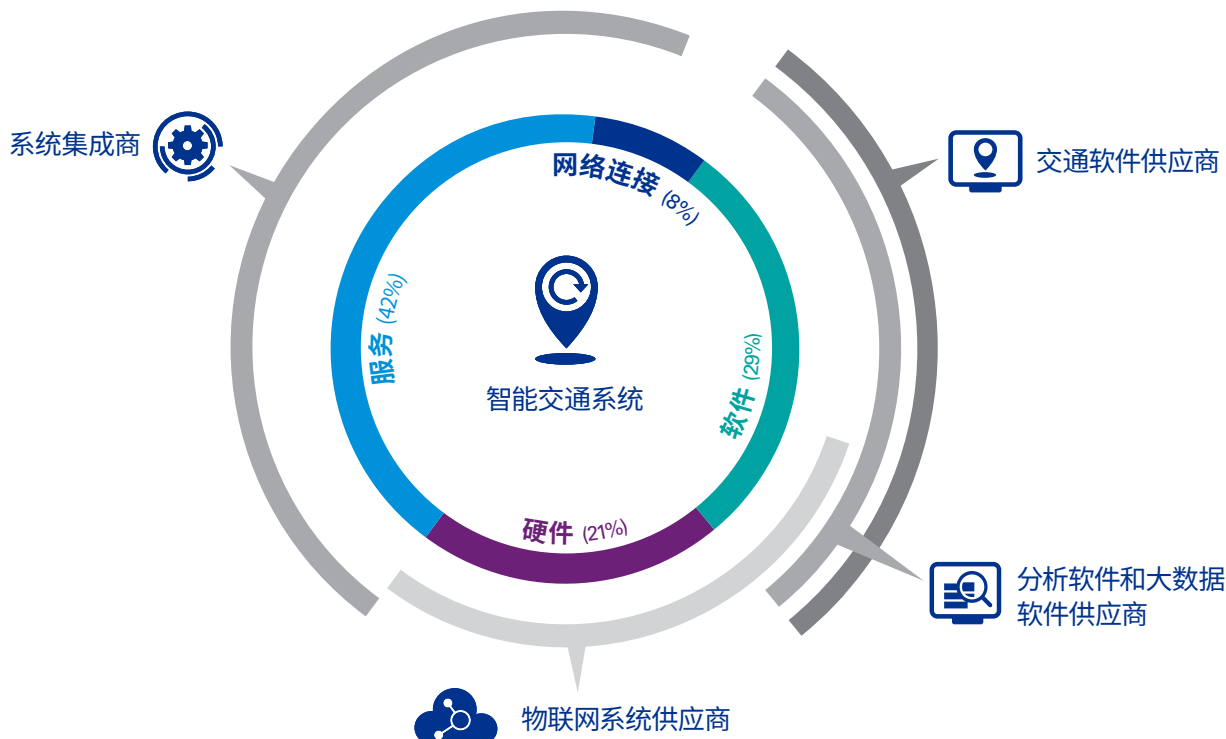 系统集成商
网络连接 (8%)
交通软件供应商
服务 (42%)
软件 (29%)
智能交通系统
硬件 (21%)
分析软件和大数据
软件供应商
物联网系统供应商